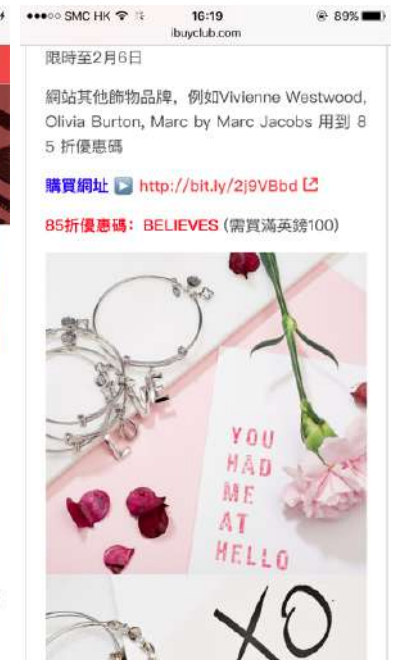 SMC HK 16:19 89%
ibuyclub.com
限時至2月6日
網站其他飾物品牌，例如Vivienne Westwood,
Olivia Burton, Marc by Marc Jacobs 用到 8
5 折優惠碼
購買網址 ▶ http://bit.ly/2j9VBbd
85折優惠碼：BELIEVES (需買滿英鎊100)
LOVE
YOU
HAD
ME
AT
HELLO
XO